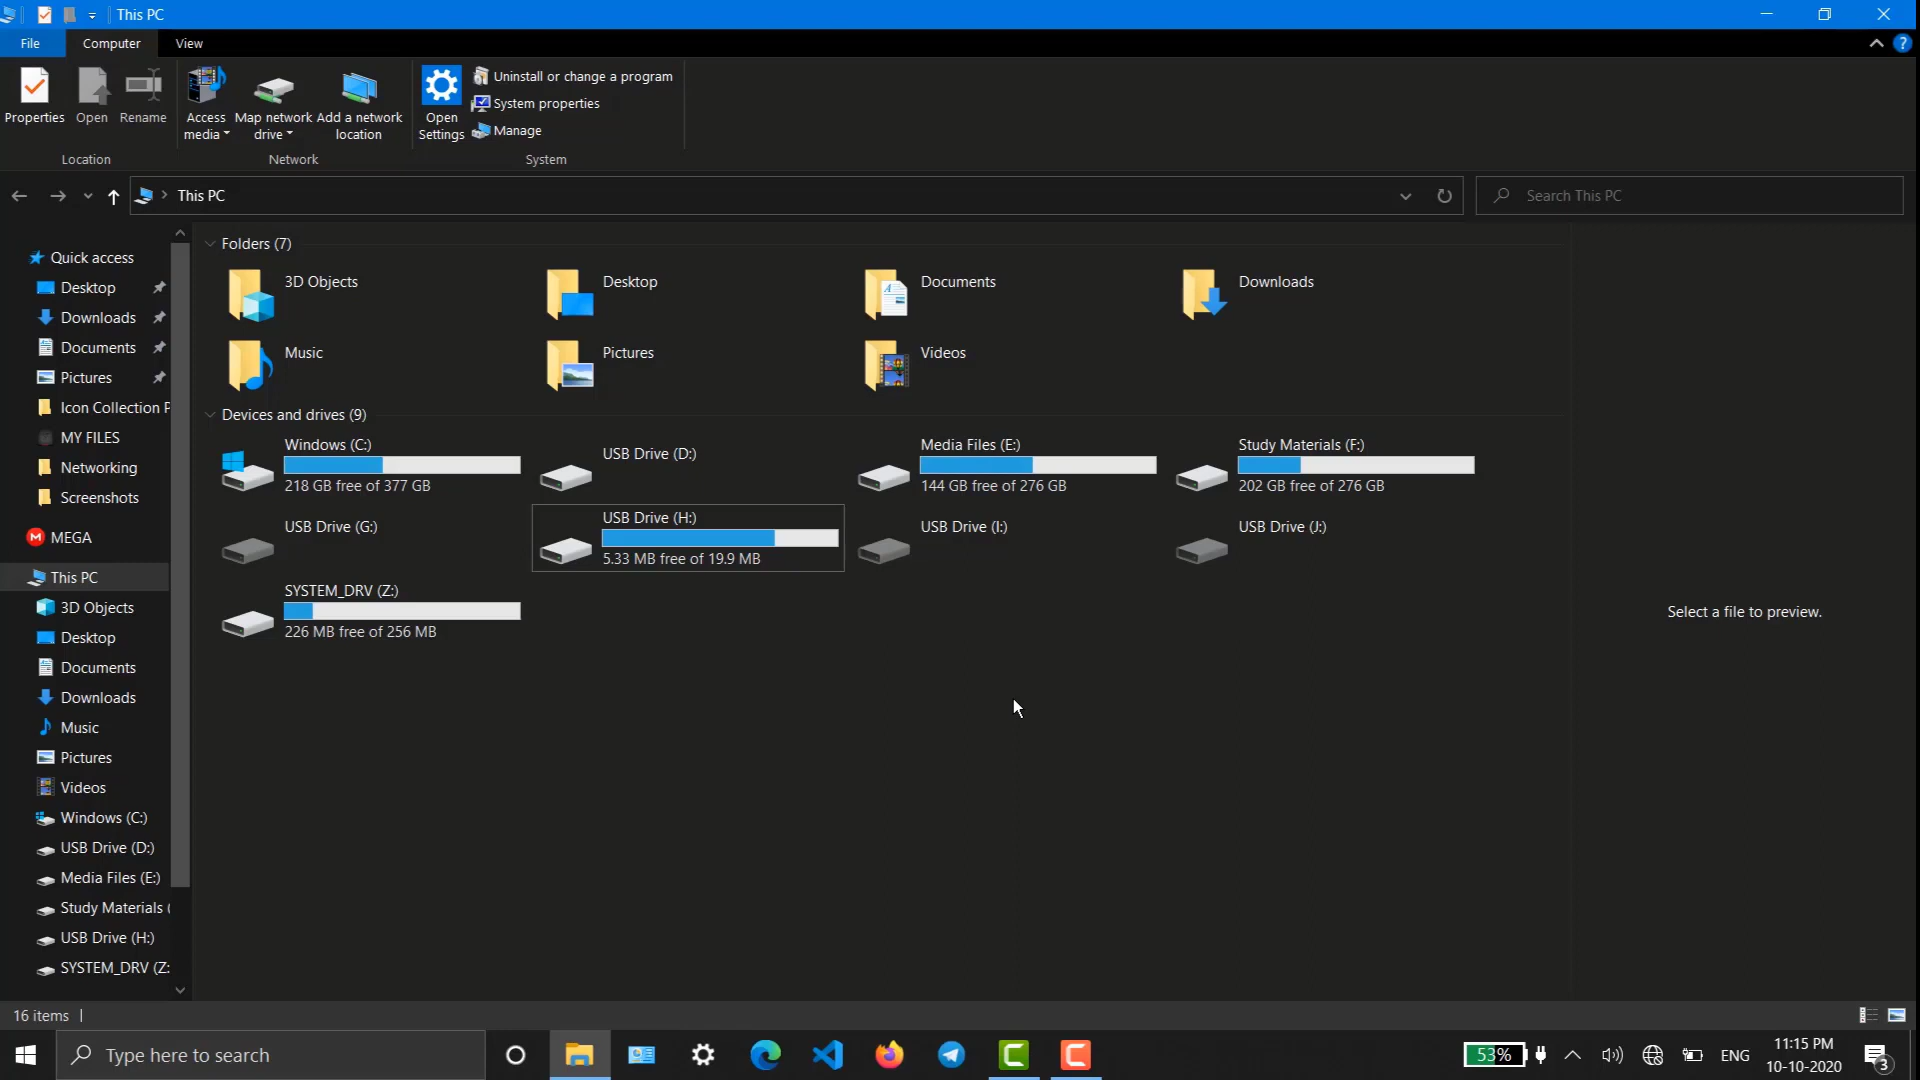 This PC
File
Computer
View
Properties
Open
Rename
Access media
Map network drive
Add a network location
Open Settings
Uninstall or change a program
System properties
Manage
Location
Network
System
This PC
Search This PC
Quick access
Desktop
Downloads
Documents
Pictures
Icon Collection P
MY FILES
Networking
Screenshots
MEGA
This PC
3D Objects
Desktop
Documents
Downloads
Music
Pictures
Videos
Windows (C:)
USB Drive (D:)
Media Files (E:)
Study Materials (
USB Drive (H:)
SYSTEM_DRV (Z:
Folders (7)
3D Objects
Desktop
Documents
Downloads
Music
Pictures
Videos
Devices and drives (9)
Windows (C:)
218 GB free of 377 GB
USB Drive (D:)
Media Files (E:)
144 GB free of 276 GB
Study Materials (F:)
202 GB free of 276 GB
USB Drive (G:)
USB Drive (H:)
5.33 MB free of 19.9 MB
USB Drive (I:)
USB Drive (J:)
SYSTEM_DRV (Z:)
226 MB free of 256 MB
Select a file to preview.
16 items
Type here to search
53%
ENG
11:15 PM
10-10-2020
3